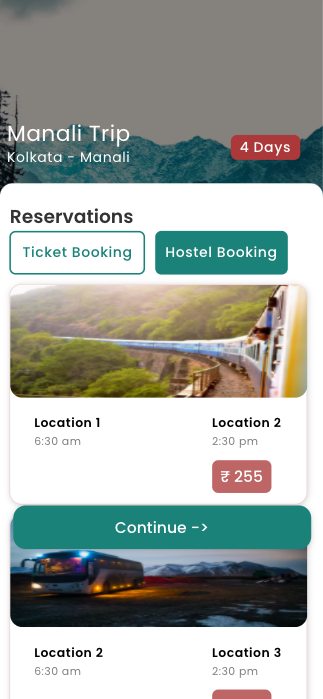 Manali Trip
Kolkata - Manali
4 Days
Reservations
Ticket Booking
Hostel Booking
Location 1
Location 2
6:30 am
2:30 pm
₹ 255
Continue ->
Location 2
Location 3
6:30 am
2:30 pm